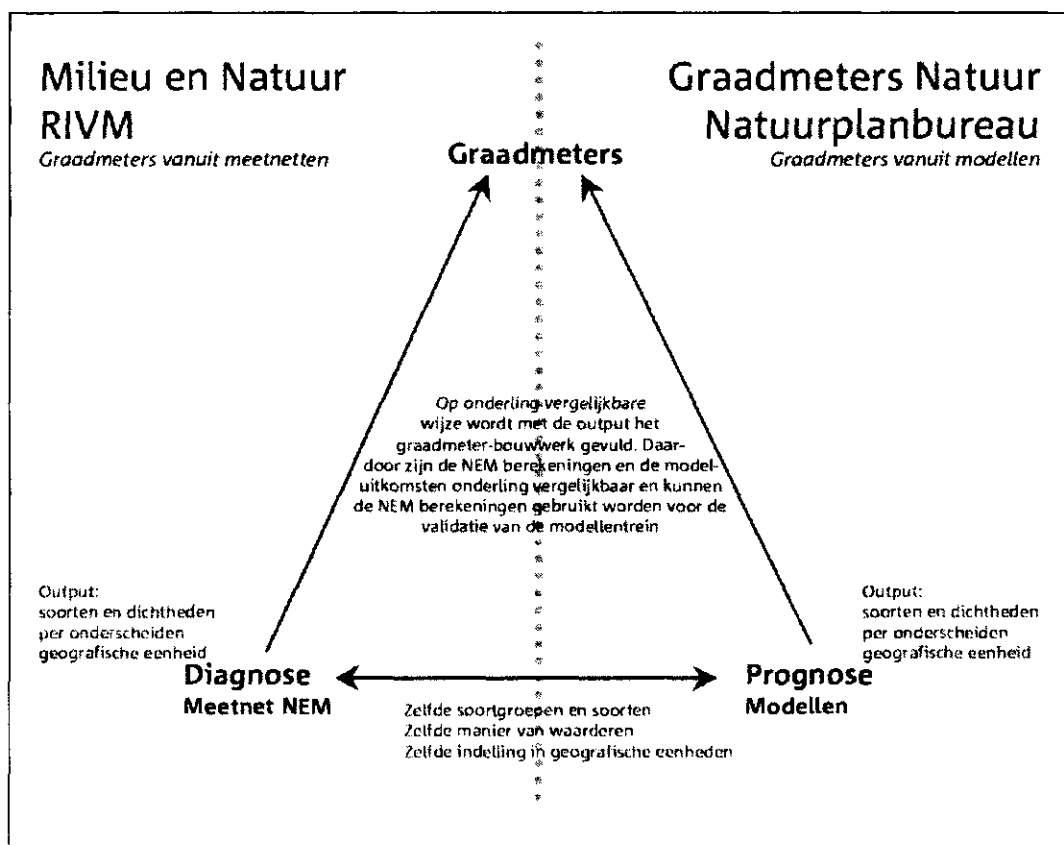 Milieu en Natuur
RIVM
Graadmeters vanuit meetnetten
Graadmeters Natuur
Natuurplanbureau
Graadmeters vanuit modellen
Graadmeters
Op onderling vergelijkbare
wijze wordt met de output het
graadmeter-bouwwerk gevuld. Daar-
door zijn de NEM berekeningen en de model-
uitkomsten onderling vergelijkbaar en kunnen
de NEM berekeningen gebruikt worden voor de
validatie van de modellentrein
Output:
soorten en dichtheden
per onderscheiden
geografische eenheid
Output:
soorten en dichtheden
per onderscheiden
geografische eenheid
Diagnose
Meetnet NEM
Prognose
Modellen
Zelfde soortgroepen en soorten
Zelfde manier van waarderen
Zelfde indeling in geografische eenheden